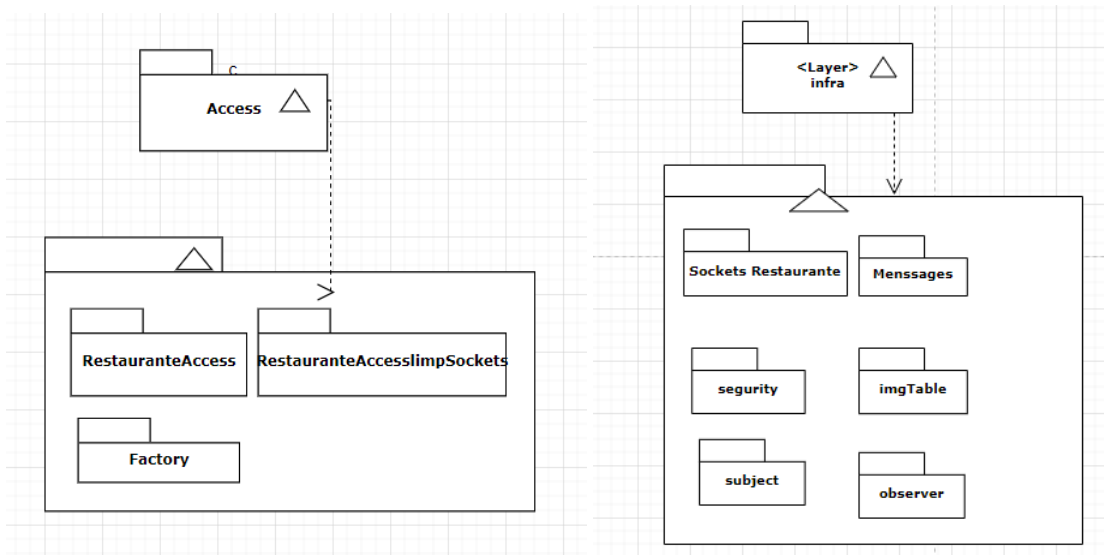 C
Access
RestauranteAccess
RestauranteAccesslimpSockets
Factory
<Layer>
infra
Sockets Restaurante
Menssages
segurity
imgTable
subject
observer